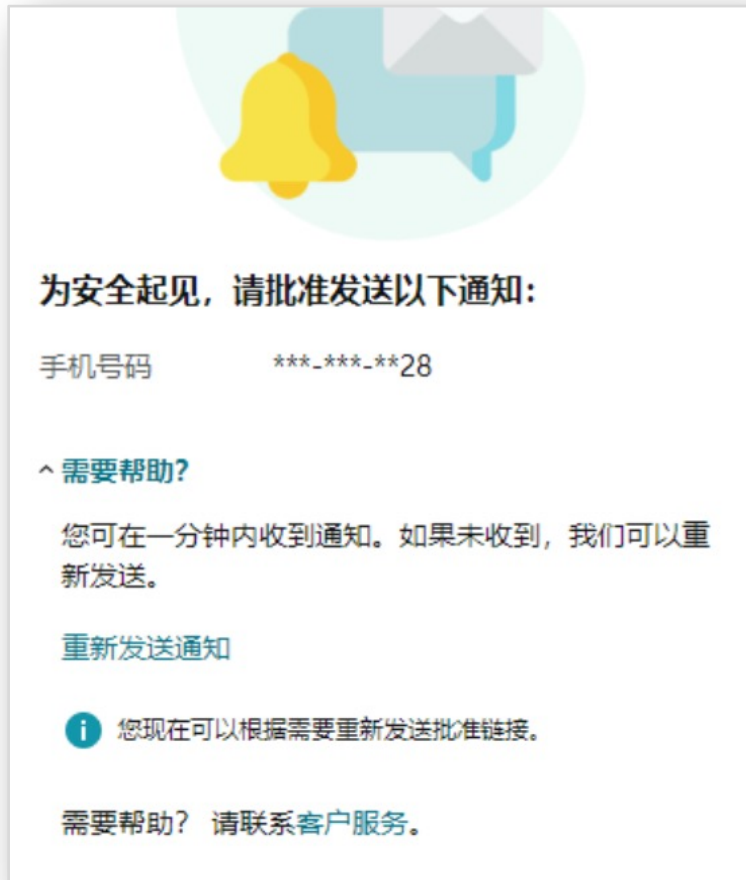 为安全起见，请批准发送以下通知：
手机号码 ***-***-**28
需要帮助？
您可在一分钟内收到通知。如果未收到，我们可以重
新发送。
重新发送通知
您现在可以根据需要重新发送批准链接。
需要帮助？ 请联系客户服务。